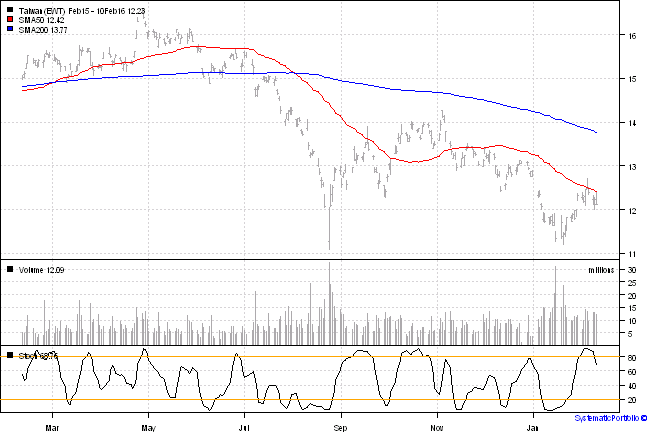 Taiwan (EWT) Feb15 - 10Feb16 12.23
SMA50 12.42
SMA200 13.77
16
15
14
13
12
11
Volume 12.09
millions
30
25
20
15
10
5
Stoch
80
60
40
20
Mar May Jul Sep Nov Jan
SystematicPortfolio ©